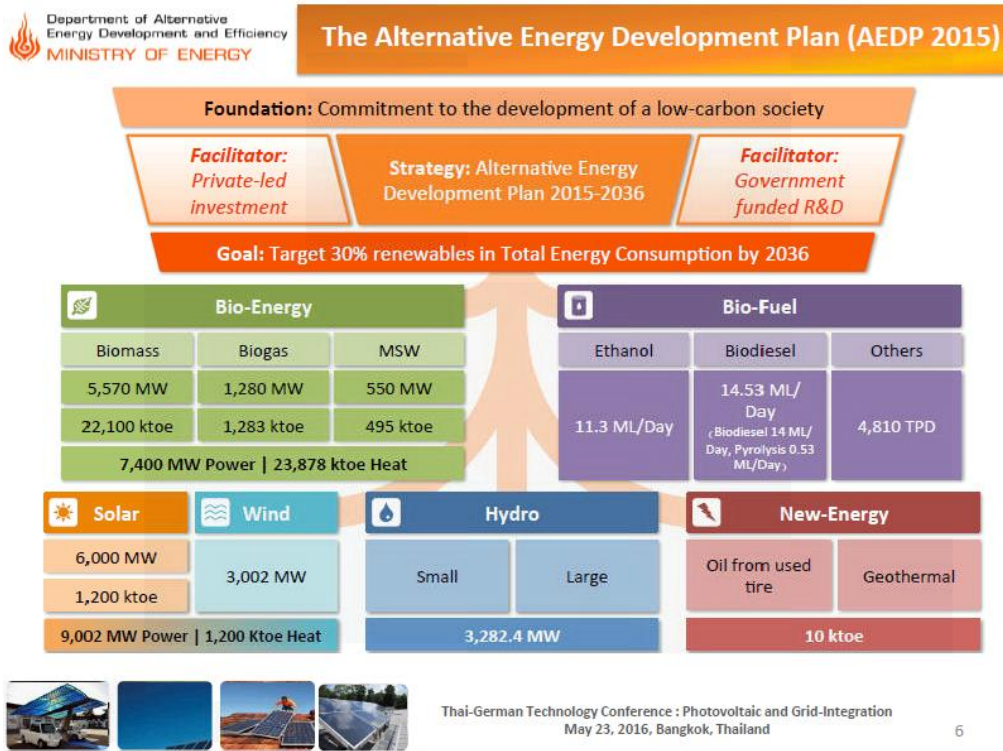 Department of Alternative
Energy Development and Efficiency
MINISTRY OF ENERGY
The Alternative Energy Development Plan (AEDP 2015)
Foundation: Commitment to the development of a low-carbon society
Facilitator:
Private-led
investment
Strategy: Alternative Energy
Development Plan 2015-2036
Facilitator:
Government
funded R&D
Goal: Target 30% renewables in Total Energy Consumption by 2036
Bio-Energy
Biomass
Biogas
MSW
5,570 MW
1,280 MW
550 MW
22,100 ktoe
1,283 ktoe
495 ktoe
7,400 MW Power | 23,878 ktoe Heat
Bio-Fuel
Ethanol
Biodiesel
Others
11.3 ML/Day
14.53 ML/
Day
(Biodiesel 14 ML/
Day, Pyrolysis 0.53
ML/Day)
4,810 TPD
Solar
Wind
6,000 MW
1,200 ktoe
3,002 MW
9,002 MW Power | 1,200 Ktoe Heat
Hydro
Small
Large
3,282.4 MW
New-Energy
Oil from used
tire
Geothermal
10 ktoe
Thai-German Technology Conference : Photovoltaic and Grid-Integration
May 23, 2016, Bangkok, Thailand
6